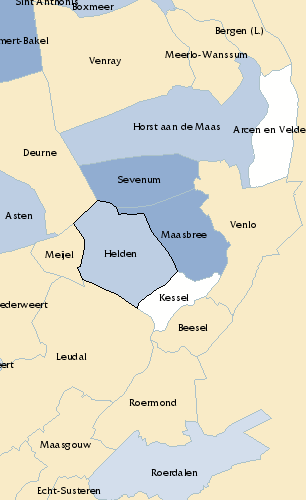 Sint Anthonis
Boxmeer
Bergen (L.)
mert-Bakel
Meerlo-Wanssum
Venray
Horst aan de Maas
Arcen en Velde
Deurne
Sevenum
Asten
Venlo
Maasbree
Meijel
Helden
Kessel
ederweert
Beesel
Leudal
ert
Roermond
Maasgouw
Roerdalen
Echt-Susteren